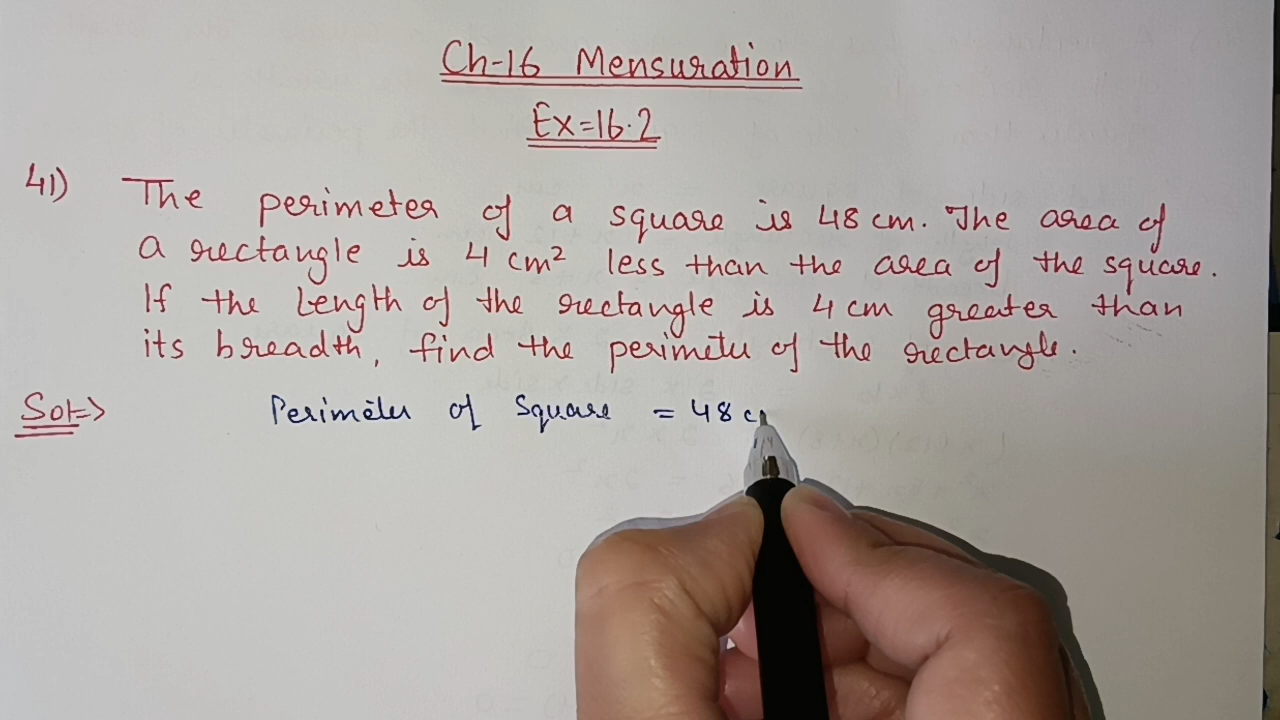 Ch-16 Mensuration
Ex=16.2
41) The perimeter of a square is 48 cm. The area of
a rectangle is 4 cm² less than the area of the square.
If the Length of the rectangle is 4 cm greater than
its breadth, find the perimeter of the rectangle.
Sol=> Perimeter of Square = 48 c